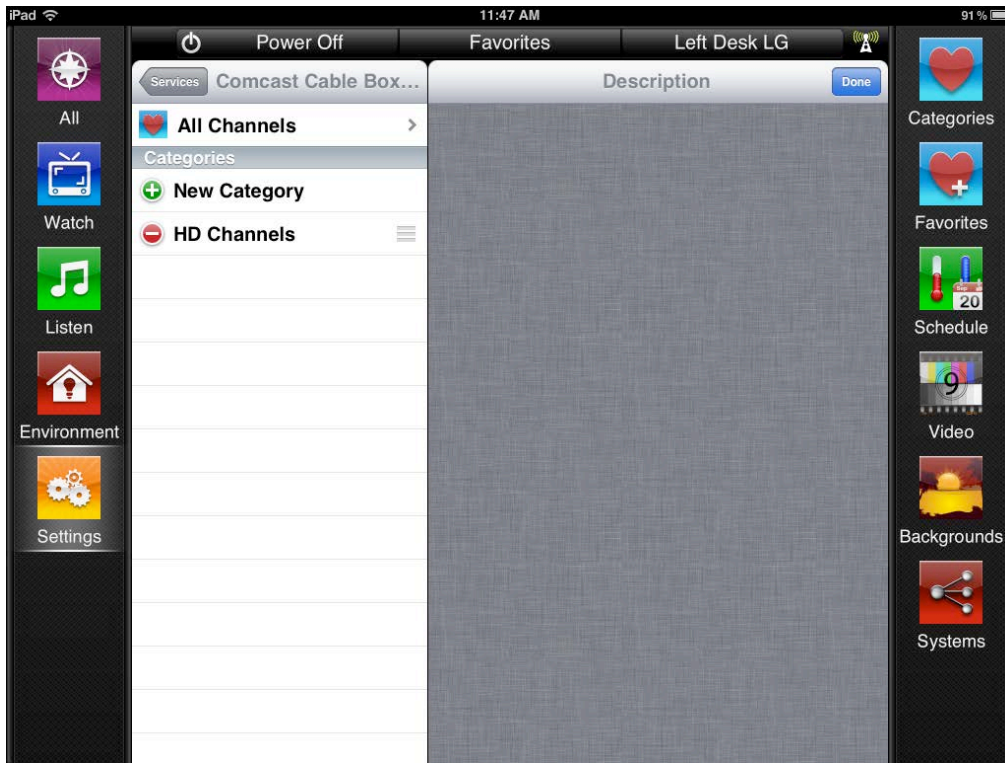 iPad 11:47 AM 91%
Power Off Favorites Left Desk LG
Services Comcast Cable Box... Description Done
All
Watch
Listen
Environment
Settings
All Channels
Categories
New Category
HD Channels
Categories
Favorites
Sep
20
Schedule
9
Video
Backgrounds
Systems